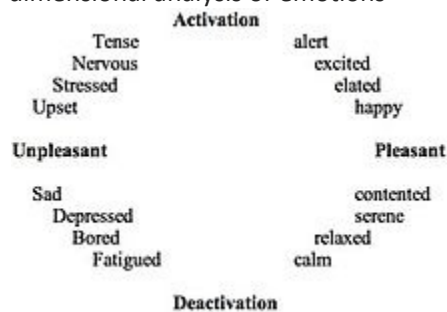 dimensional analysis of emotions
Activation
Tense alert
Nervous excited
Stressed elated
Upset happy
Unpleasant Pleasant
Sad contented
Depressed serene
Bored relaxed
Fatigued calm
Deactivation